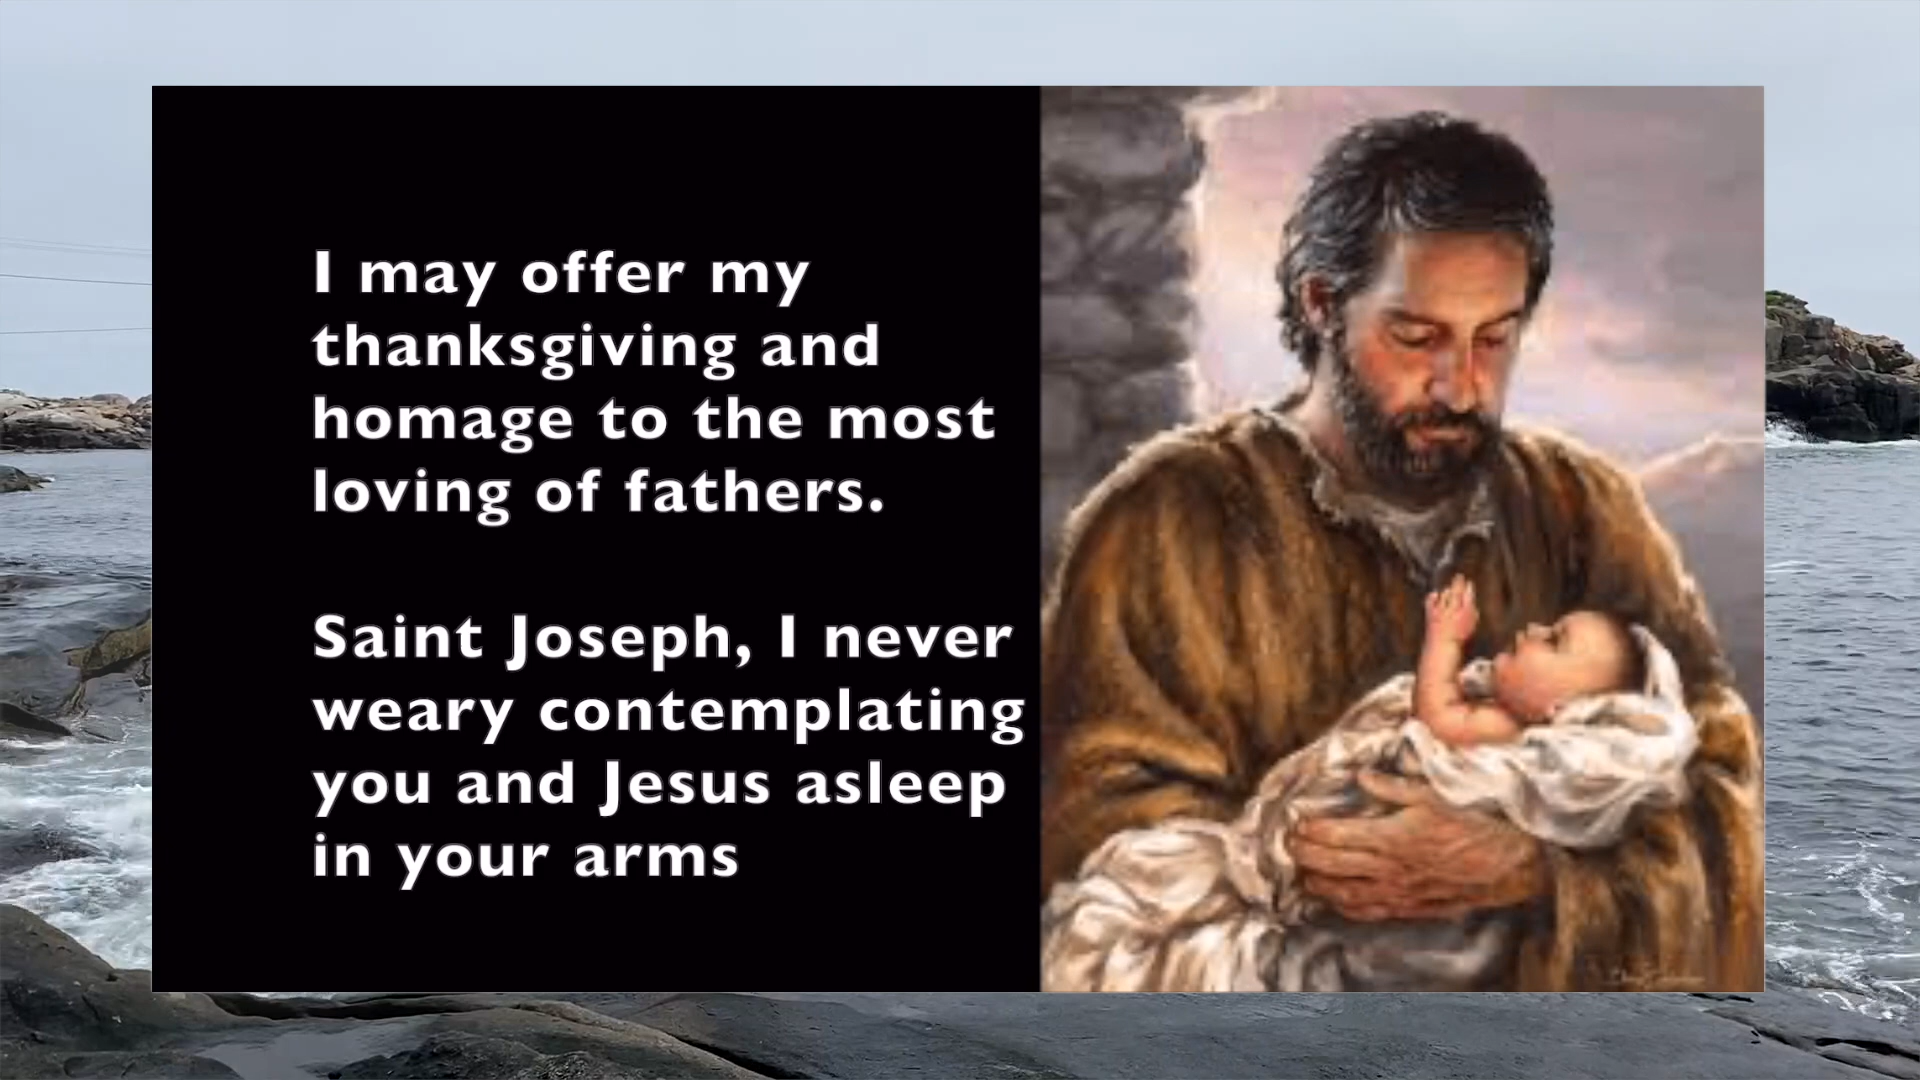 I may offer my
thanksgiving and
homage to the most
loving of fathers.
Saint Joseph, I never
weary contemplating
you and Jesus asleep
in your arms